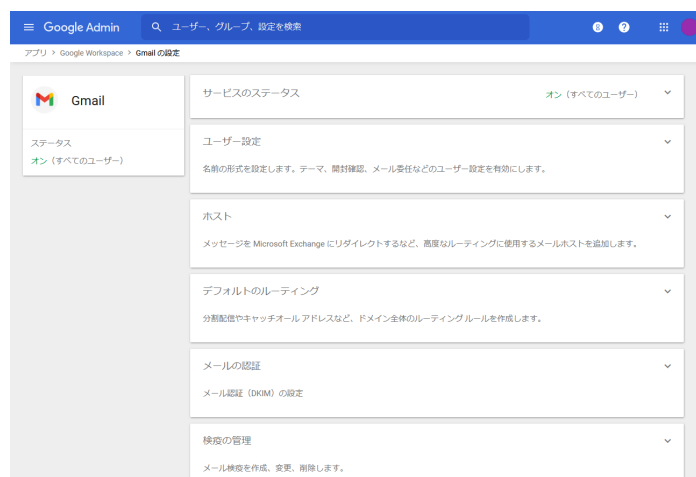 Google Admin
ユーザー、グループ、設定を検索
アプリ > Google Workspace > Gmail の設定
Gmail
ステータス
オン（すべてのユーザー）
サービスのステータス
オン（すべてのユーザー）
ユーザー設定
名前の形式を設定します。テーマ、開封確認、メール委任などのユーザー設定を有効にします。
ホスト
メッセージを Microsoft Exchange にリダイレクトするなど、高度なルーティングに使用するメールホストを追加します。
デフォルトのルーティング
分割配信やキャッチオール アドレスなど、ドメイン全体のルーティング ルールを作成します。
メールの認証
メール認証（DKIM）の設定
検疫の管理
メール検疫を作成、変更、削除します。